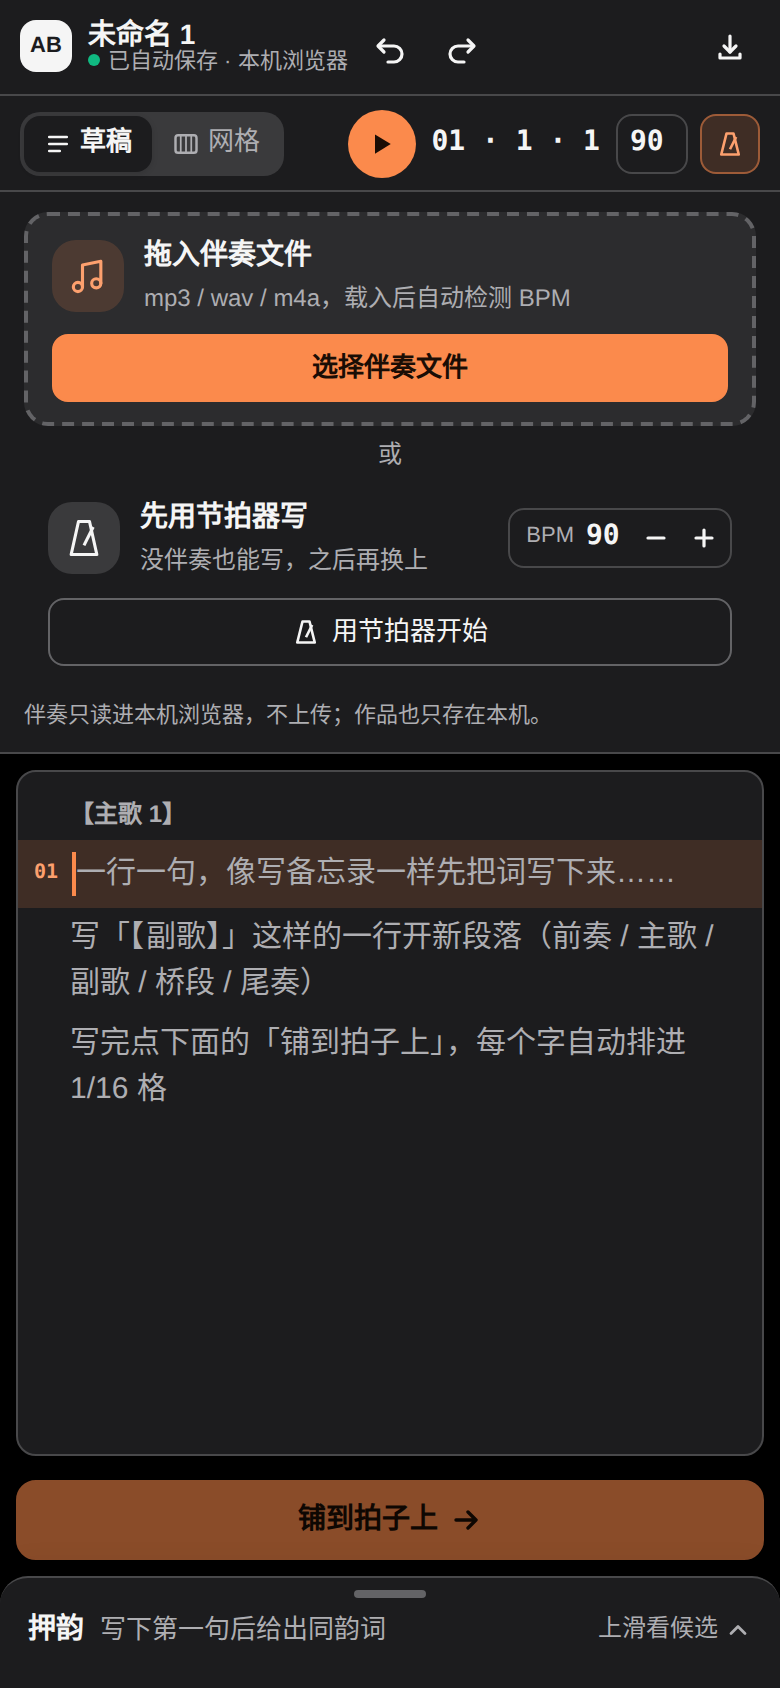 AB
未命名 1
已自动保存 · 本机浏览器
草稿
网格
01 · 1 · 1
90
拖入伴奏文件
mp3 / wav / m4a，载入后自动检测 BPM
选择伴奏文件
或
先用节拍器写
没伴奏也能写，之后再换上
BPM 90 − +
用节拍器开始
伴奏只读进本机浏览器，不上传；作品也只存在本机。
【主歌 1】
01 一行一句，像写备忘录一样先把词写下来……
写「【副歌】」这样的一行开新段落（前奏 / 主歌 /
副歌 / 桥段 / 尾奏）
写完点下面的「铺到拍子上」，每个字自动排进
1/16 格
铺到拍子上 →
押韵 写下第一句后给出同韵词
上滑看候选